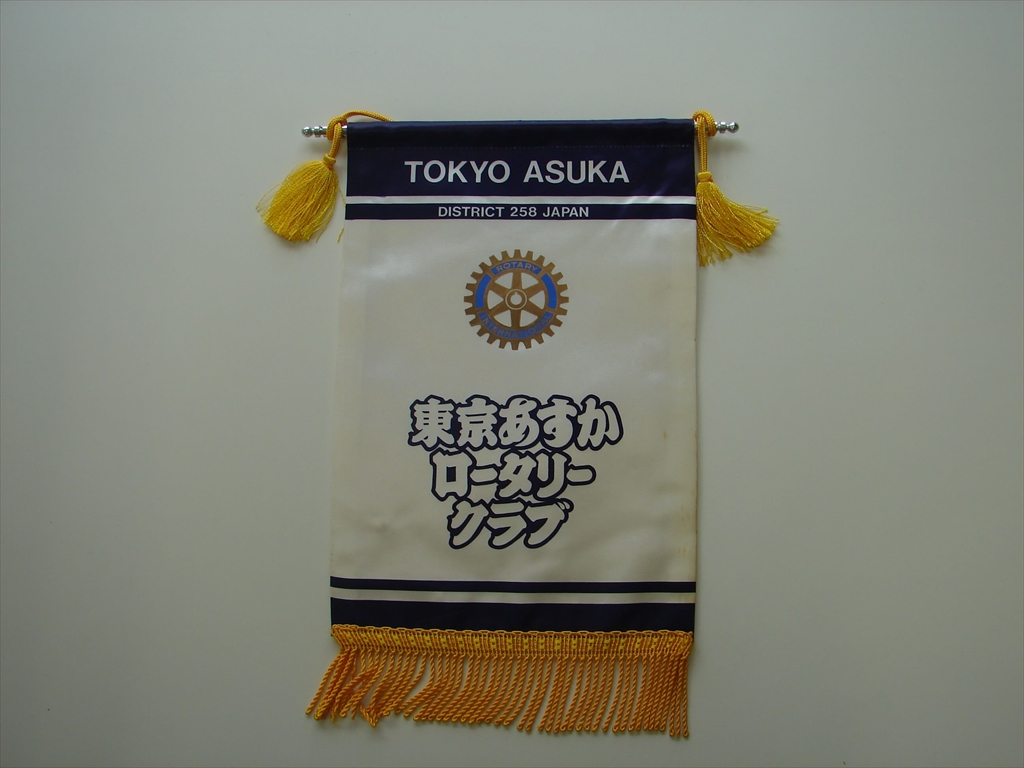 TOKYO ASUKA
DISTRICT 258 JAPAN
ROTARY
INTERNATIONAL
東京あすか
ロータリー
クラブ